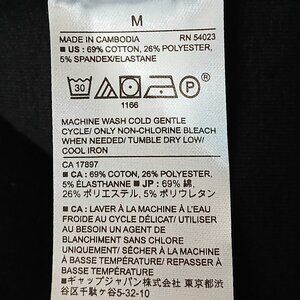 M
MADE IN CAMBODIA RN 54023
■ US : 69% COTTON, 26% POLYESTER,
5% SPANDEX/ELASTANE
30 P
1166
MACHINE WASH COLD GENTLE
CYCLE/ ONLY NON-CHLORINE BLEACH
WHEN NEEDED/ TUMBLE DRY LOW/
COOL IRON
CA 17897
■ CA : 69% COTON, 26% POLYESTER,
5% ÉLASTHANNE ■ JP : 69% 綿,
26% ポリエステル, 5% ポリウレタン
■ CA : LAVER À LA MACHINE À L'EAU
FROIDE AU CYCLE DÉLICAT/ UTILISER
AU BESOIN UN AGENT DE
BLANCHIMENT SANS CHLORE
UNIQUEMENT/ SÉCHER À LA MACHINE
À BASSE TEMPÉRATURE/ REPASSER À
BASSE TEMPÉRATURE
■ ギャップジャパン株式会社 東京都渋
谷区千駄ヶ谷5-32-10